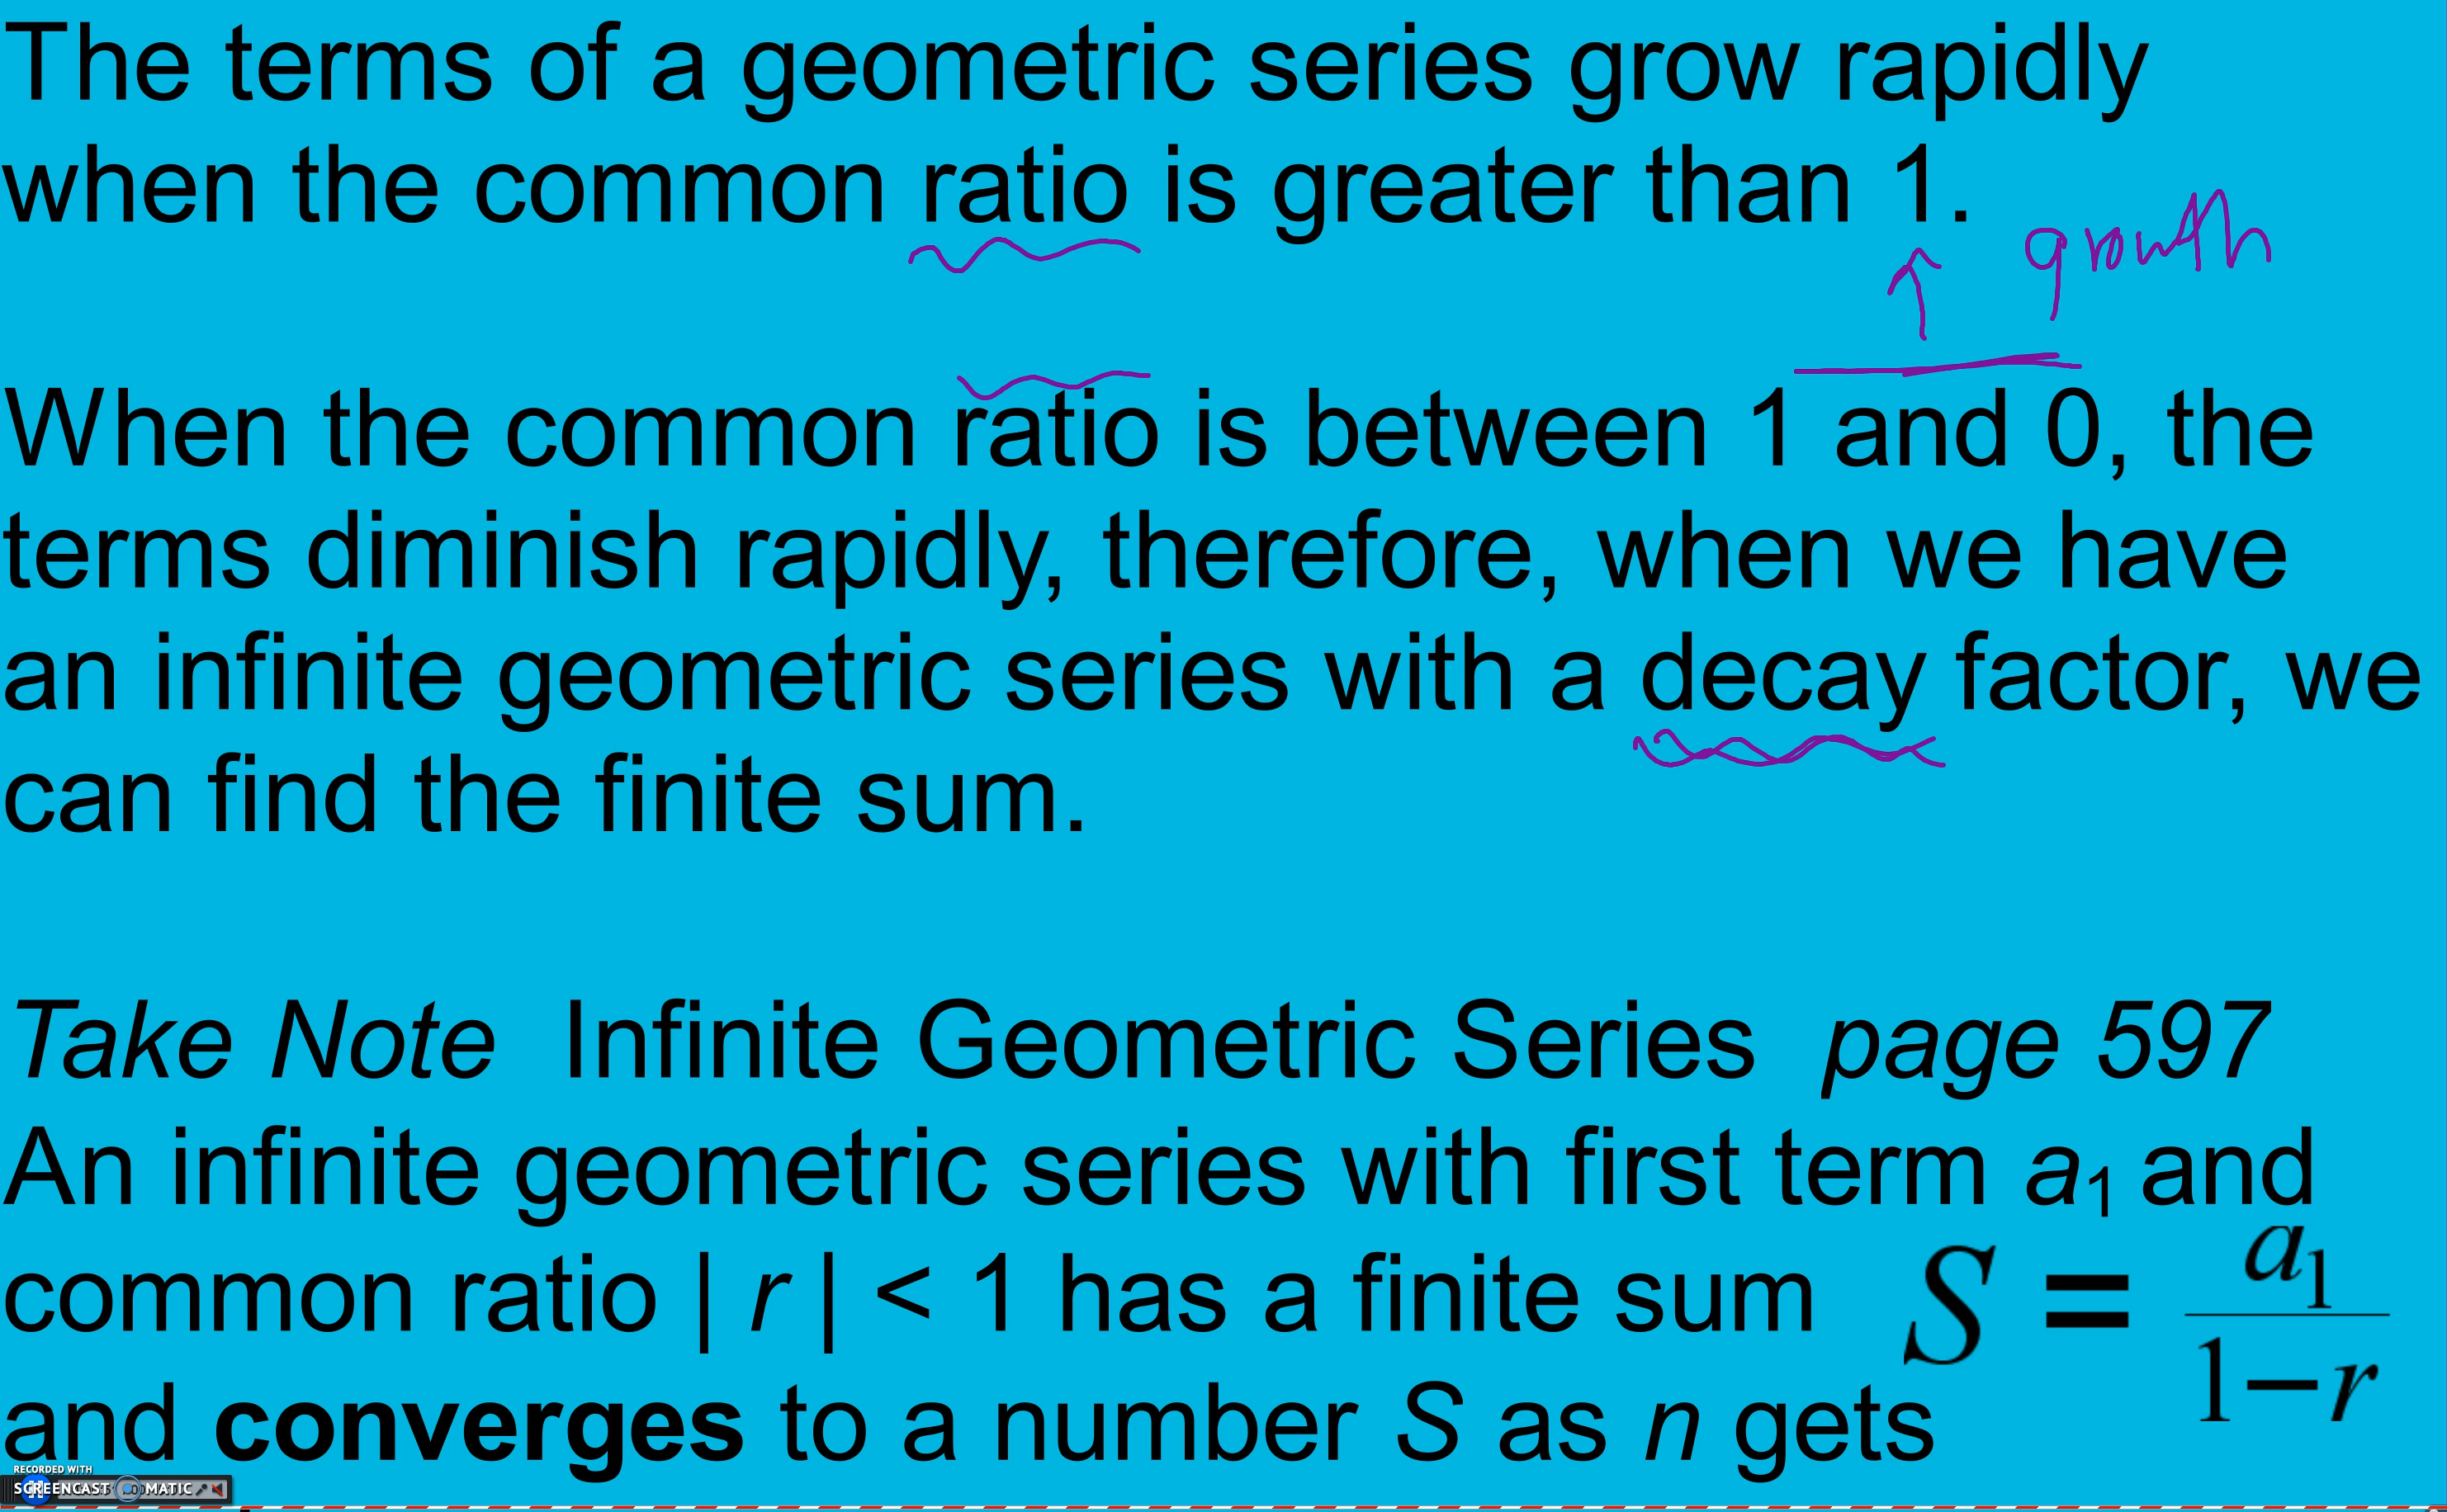 The terms of a geometric series grow rapidly
when the common ratio is greater than 1.
↑ growth
When the common ratio is between 1 and 0, the
terms diminish rapidly, therefore, when we have
an infinite geometric series with a decay factor, we
can find the finite sum.
Take Note Infinite Geometric Series page 597
An infinite geometric series with first term a₁ and
common ratio | r | < 1 has a finite sum S = a₁ / 1−r
and converges to a number S as n gets
RECORDED WITH
SCREENCAST MATIC